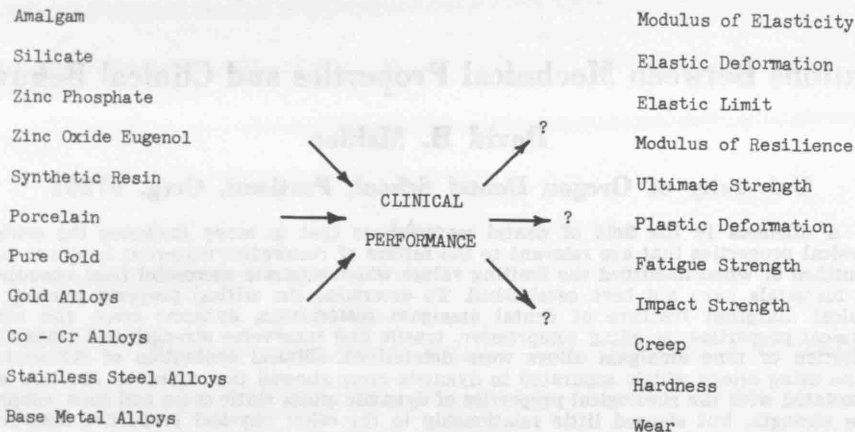 Amalgam
Silicate
Zinc Phosphate
Zinc Oxide Eugenol
Synthetic Resin
Porcelain
Pure Gold
Gold Alloys
Co - Cr Alloys
Stainless Steel Alloys
Base Metal Alloys
CLINICAL
PERFORMANCE
?
?
?
Modulus of Elasticity
Elastic Deformation
Elastic Limit
Modulus of Resilience
Ultimate Strength
Plastic Deformation
Fatigue Strength
Impact Strength
Creep
Hardness
Wear